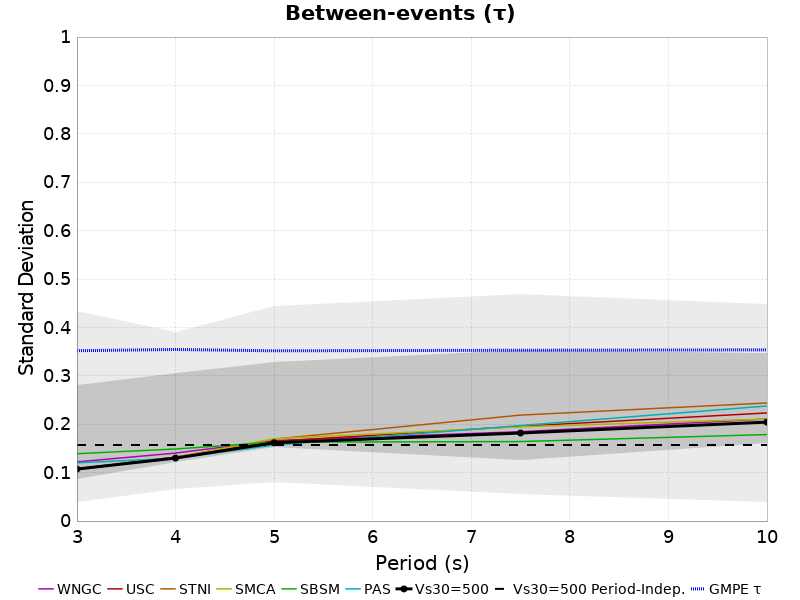 Between-events (τ)
Standard Deviation
1
0.9
0.8
0.7
0.6
0.5
0.4
0.3
0.2
0.1
0
3 4 5 6 7 8 9 10
Period (s)
WNGC USC STNI SMCA SBSM PAS Vs30=500 Vs30=500 Period-Indep. GMPE τ